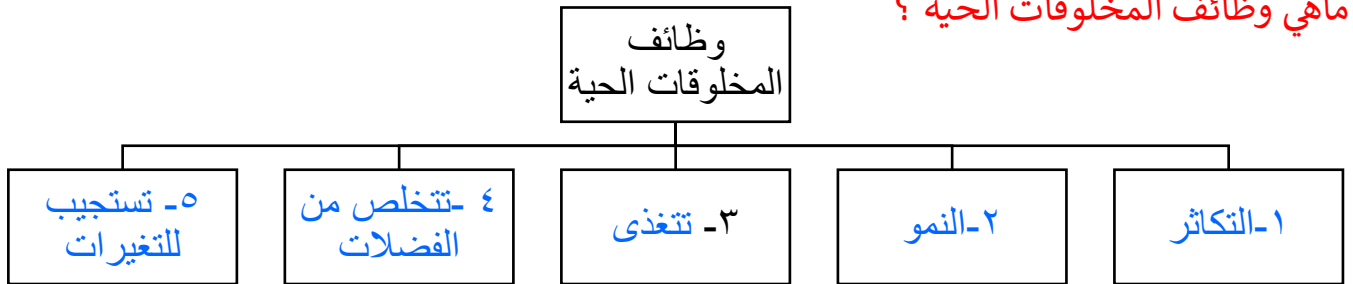 ماهي وظائف المخلوقات الحية ؟
وظائف
المخلوقات الحية
١-التكاثر
٢-النمو
٣- تتغذى
٤ -تتخلص من
الفضلات
٥- تستجيب
للتغيرات